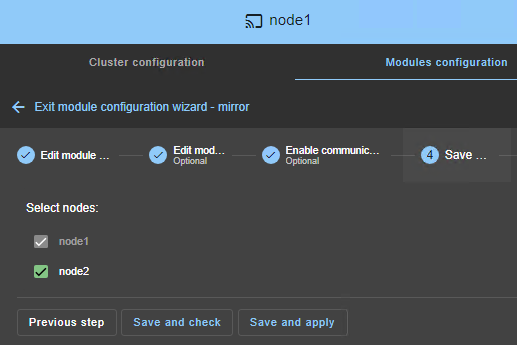 node1
Cluster configuration
Modules configuration
Exit module configuration wizard - mirror
Edit module ...
Edit mod...
Optional
Enable communic...
Optional
4
Save ...
Select nodes:
node1
node2
Previous step
Save and check
Save and apply